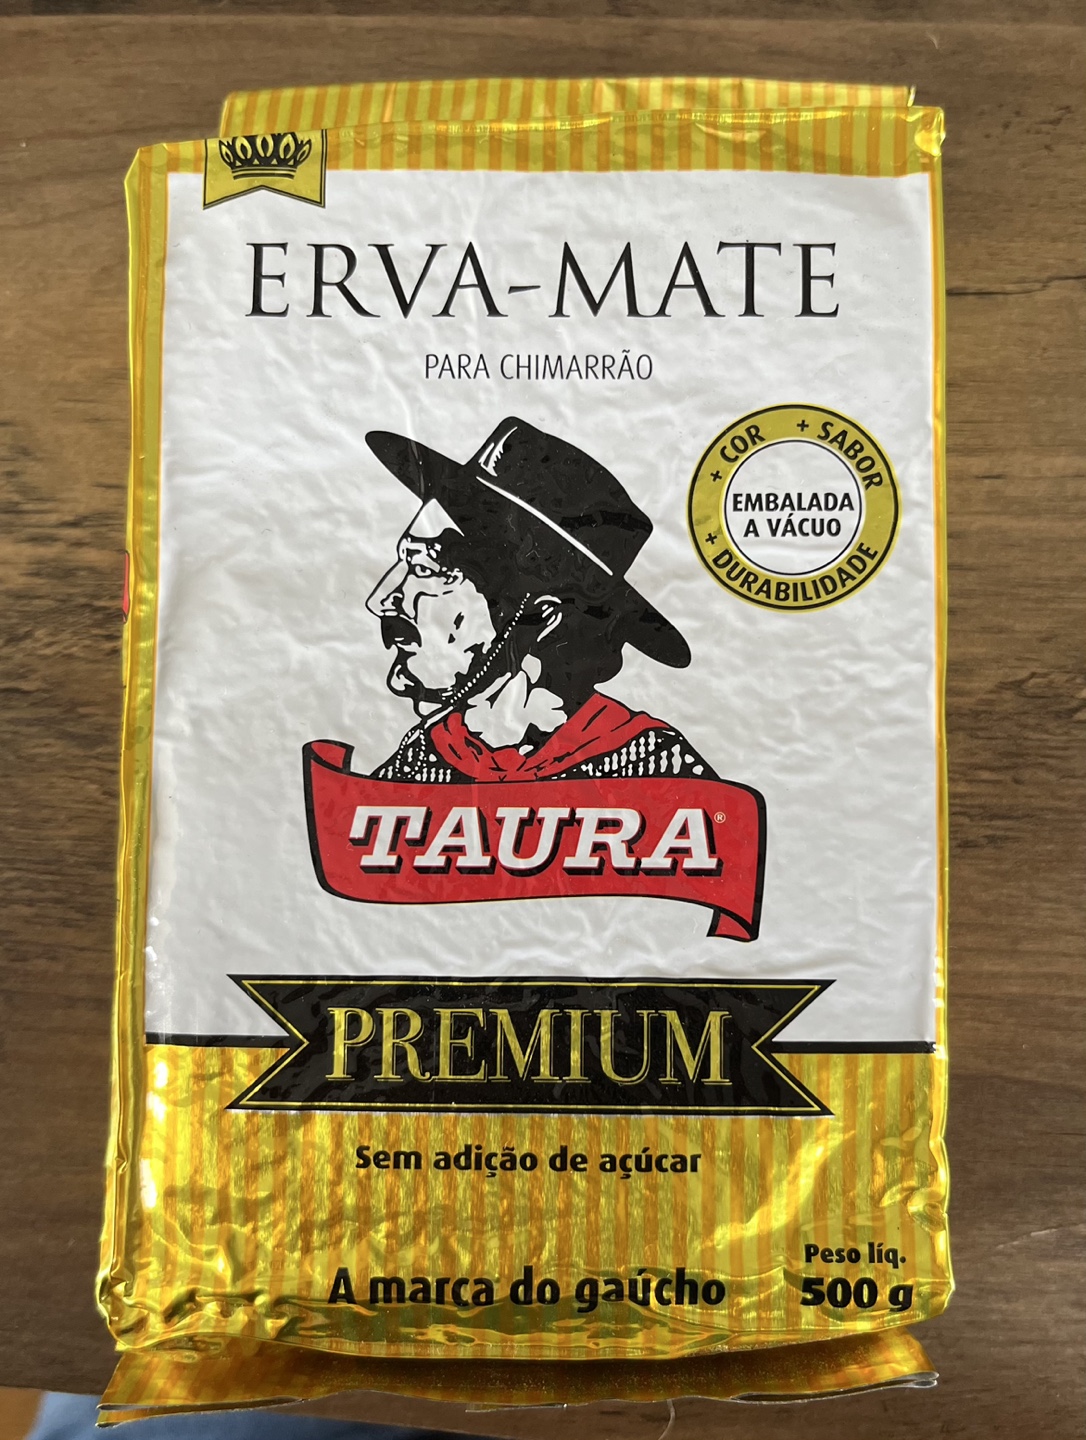 ERVA-MATE
PARA CHIMARRÃO
+ COR + SABOR
+ DURABILIDADE
EMBALADA
A VÁCUO
TAURA®
PREMIUM
Sem adição de açúcar
A marca do gaúcho
Peso líq.
500 g